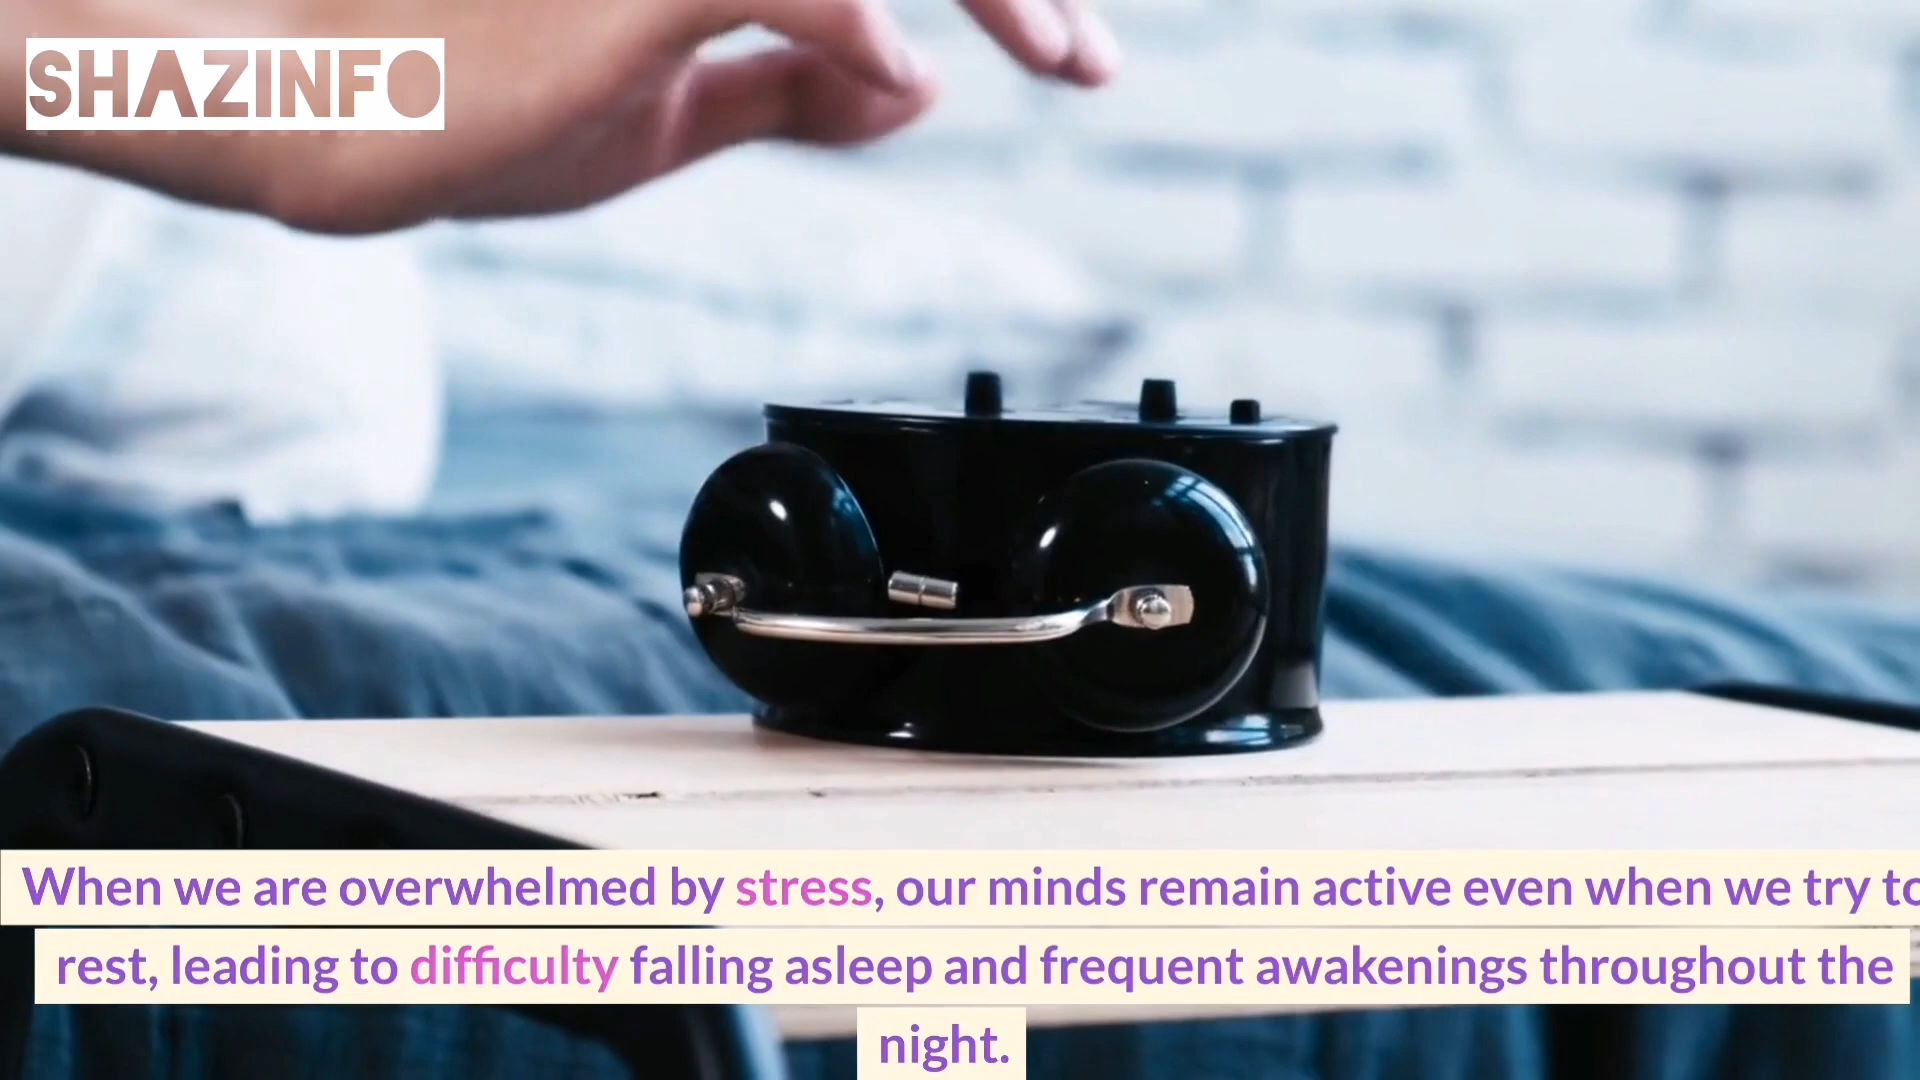 SHAZINFO
When we are overwhelmed by stress, our minds remain active even when we try to
rest, leading to difficulty falling asleep and frequent awakenings throughout the
night.